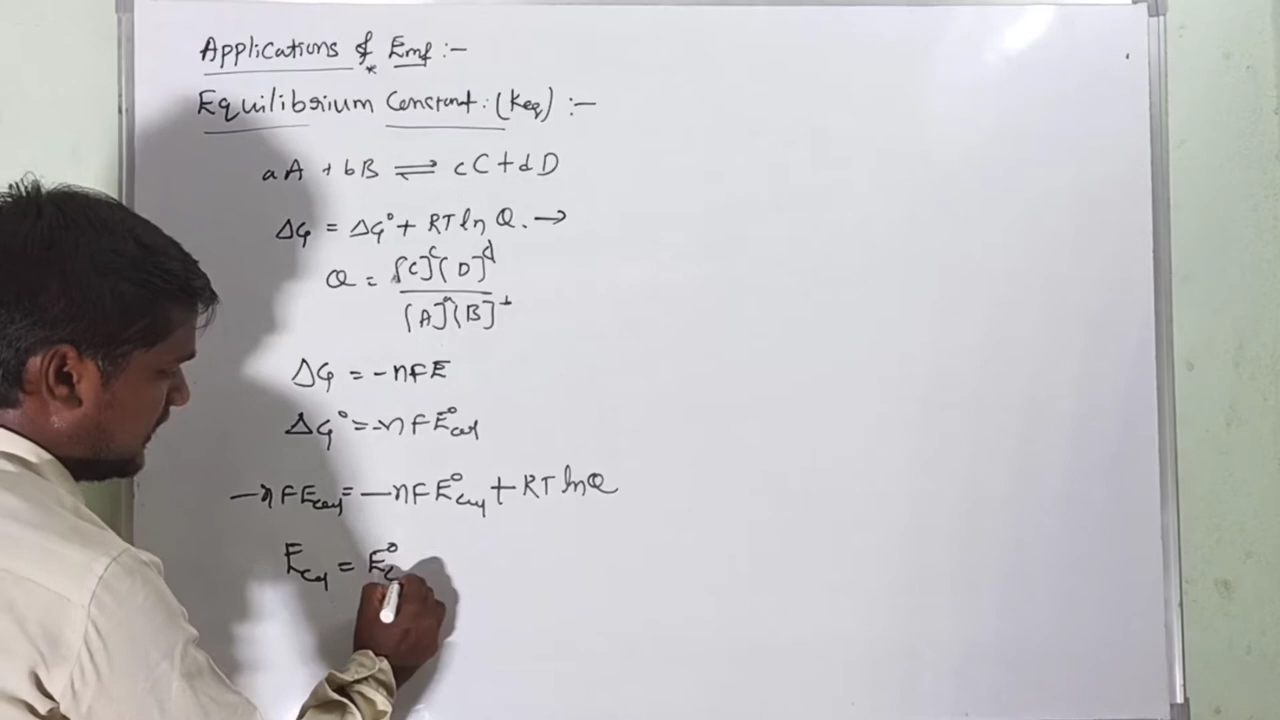 Applications of Emf :-
Equilibrium Constant : (Keq) :-
aA + bB ⇌ cC + dD
ΔG = ΔG° + RT ln Q. →
Q = [C]^c [D]^d / [A]^a [B]^b
ΔG = -nFE
ΔG° = -nFE°cell
-nFEcell = -nFE°cell + RT lnQ
Ecell = E°c